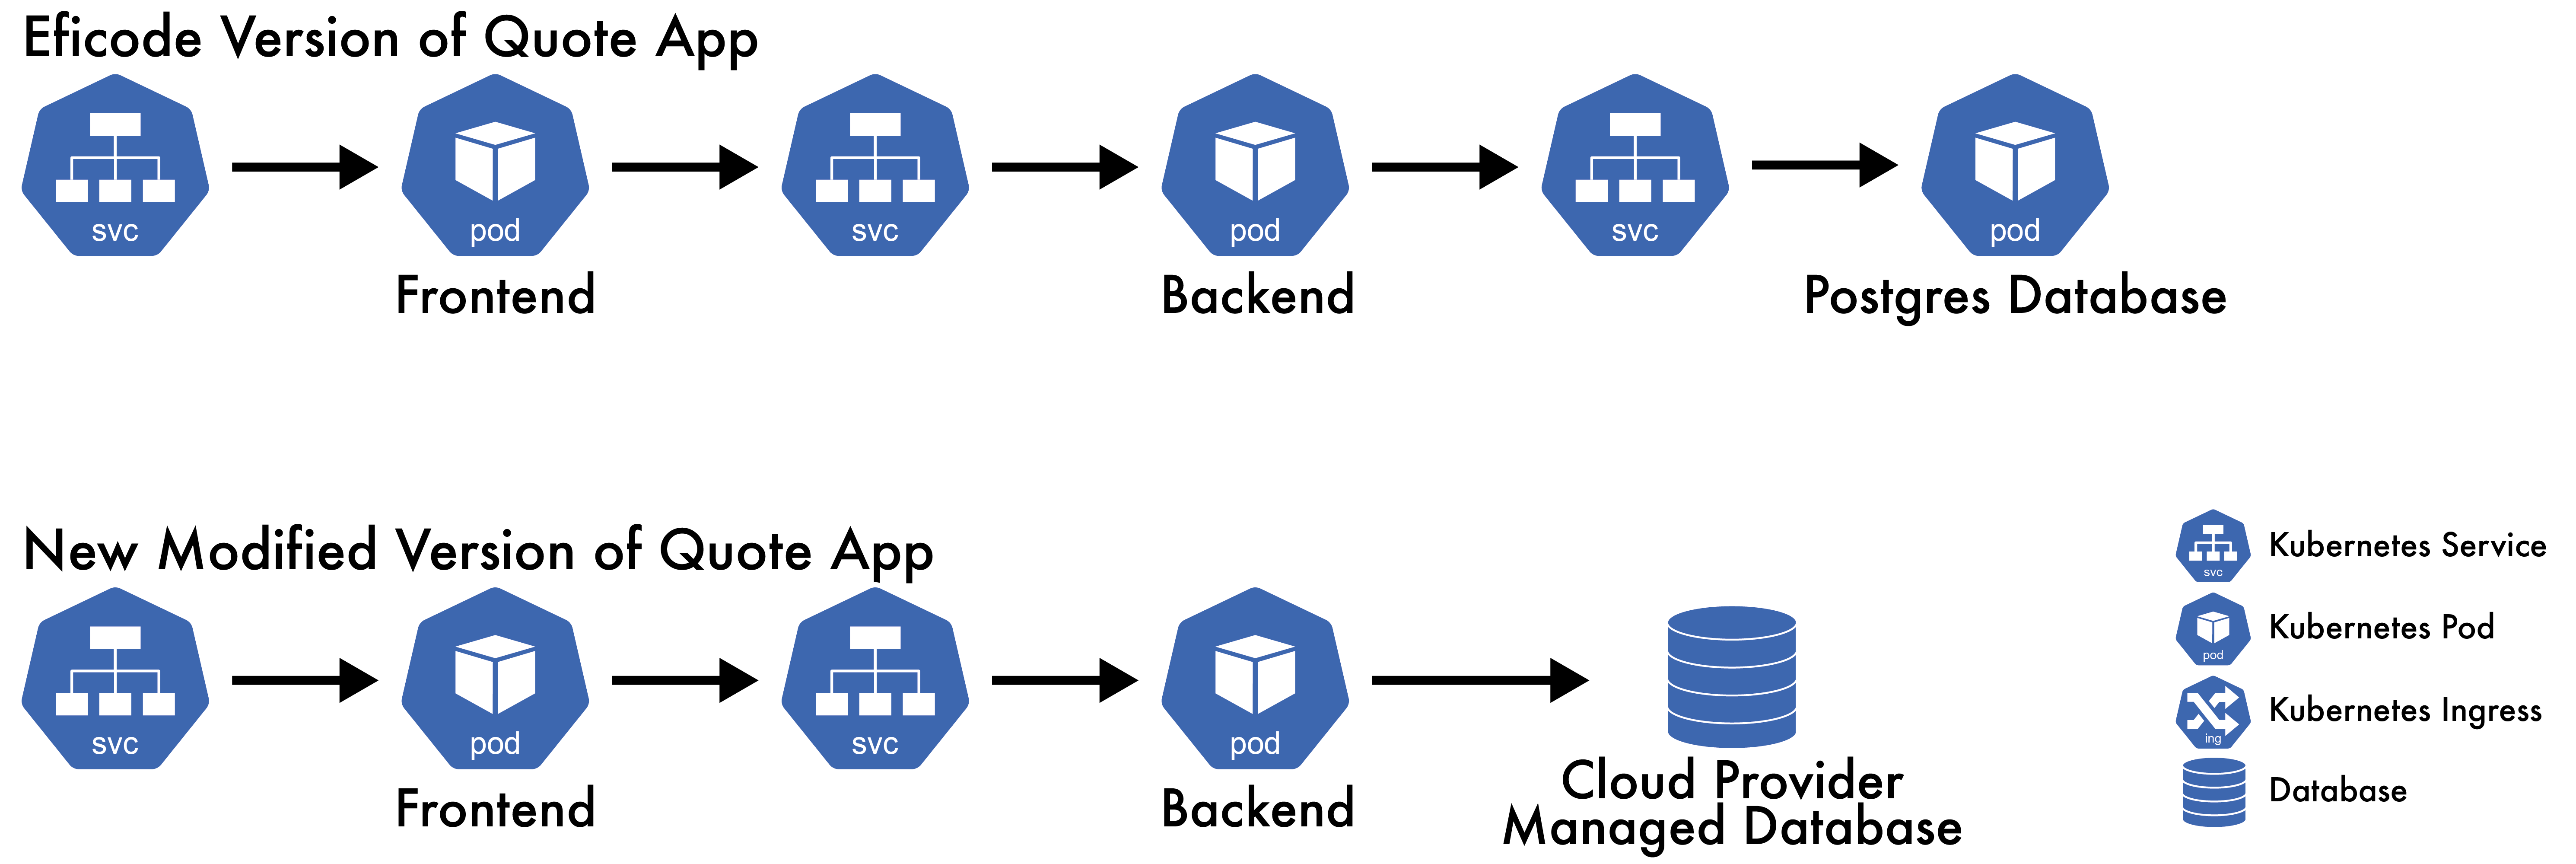 Eficode Version of Quote App
svc
pod
svc
pod
svc
pod
Frontend
Backend
Postgres Database
New Modified Version of Quote App
svc
pod
svc
pod
Frontend
Backend
Cloud Provider
Managed Database
svc
Kubernetes Service
pod
Kubernetes Pod
ing
Kubernetes Ingress
Database